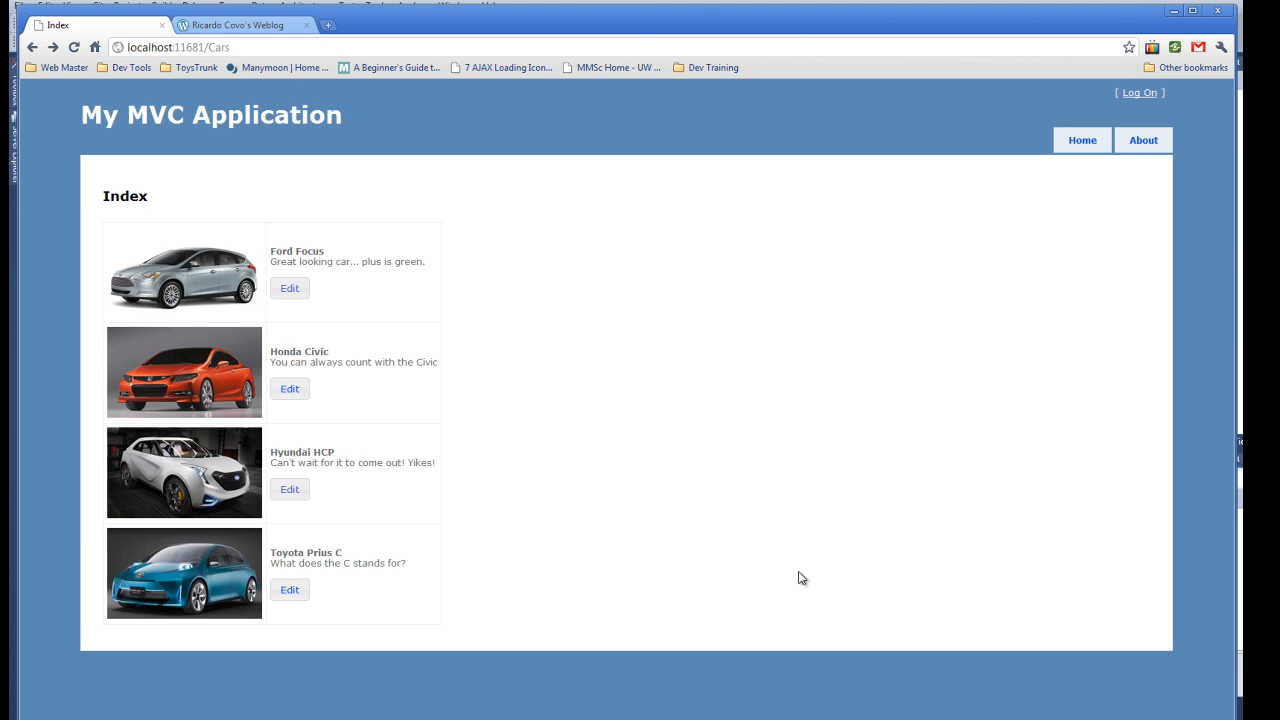 Index
Ricardo Covo's Weblog
localhost:11681/Cars
Web Master
Dev Tools
ToysTrunk
Manymoon | Home ...
A Beginner's Guide t...
7 AJAX Loading Icon...
MMSc Home - UW ...
Dev Training
Other bookmarks
[ Log On ]
My MVC Application
Home
About
Index
Ford Focus
Great looking car... plus is green.
Edit
Honda Civic
You can always count with the Civic
Edit
Hyundai HCP
Can't wait for it to come out! Yikes!
Edit
Toyota Prius C
What does the C stands for?
Edit